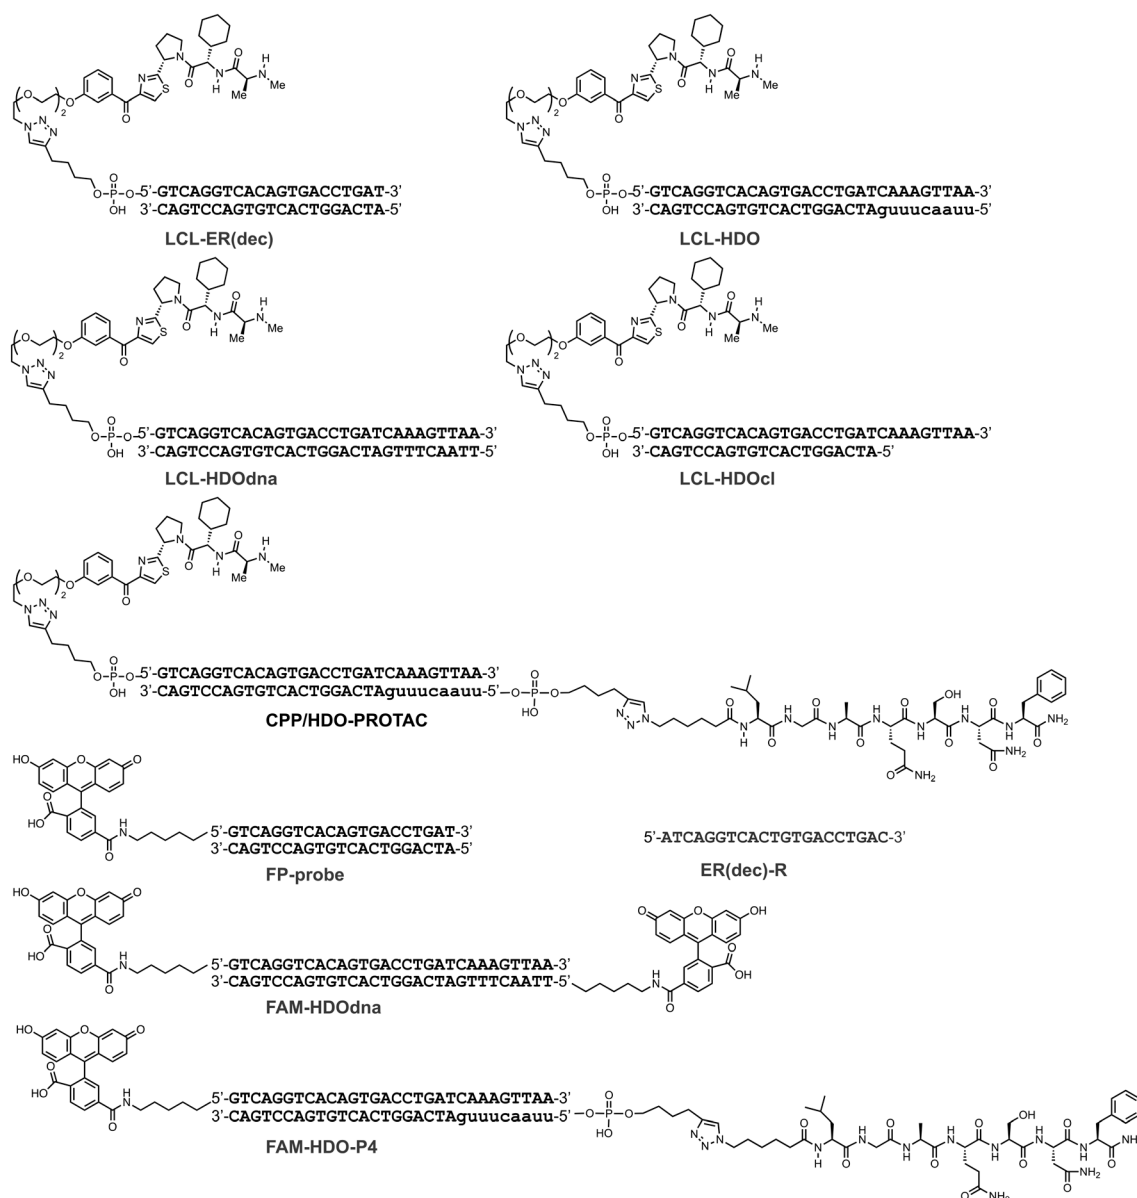 5'-GTCAGGTCACAGTGACCTGAT-3'
3'-CAGTCCAGTGTCACTGGACTA-5'
LCL-ER(dec)
5'-GTCAGGTCACAGTGACCTGATCAAAGTTAA-3'
3'-CAGTCCAGTGTCACTGGACTAguuucaauu-5'
LCL-HDO
5'-GTCAGGTCACAGTGACCTGATCAAAGTTAA-3'
3'-CAGTCCAGTGTCACTGGACTAGTTTCAATT-5'
LCL-HDOdna
5'-GTCAGGTCACAGTGACCTGATCAAAGTTAA-3'
3'-CAGTCCAGTGTCACTGGACTA-5'
LCL-HDOcl
5'-GTCAGGTCACAGTGACCTGATCAAAGTTAA-3'
3'-CAGTCCAGTGTCACTGGACTAguuucaauu-5'
CPP/HDO-PROTAC
5'-GTCAGGTCACAGTGACCTGAT-3'
3'-CAGTCCAGTGTCACTGGACTA-5'
FP-probe
5'-ATCAGGTCACTGTGACCTGAC-3'
ER(dec)-R
5'-GTCAGGTCACAGTGACCTGATCAAAGTTAA-3'
3'-CAGTCCAGTGTCACTGGACTAGTTTCAATT-5'
FAM-HDOdna
5'-GTCAGGTCACAGTGACCTGATCAAAGTTAA-3'
3'-CAGTCCAGTGTCACTGGACTAguuucaauu-5'
FAM-HDO-P4